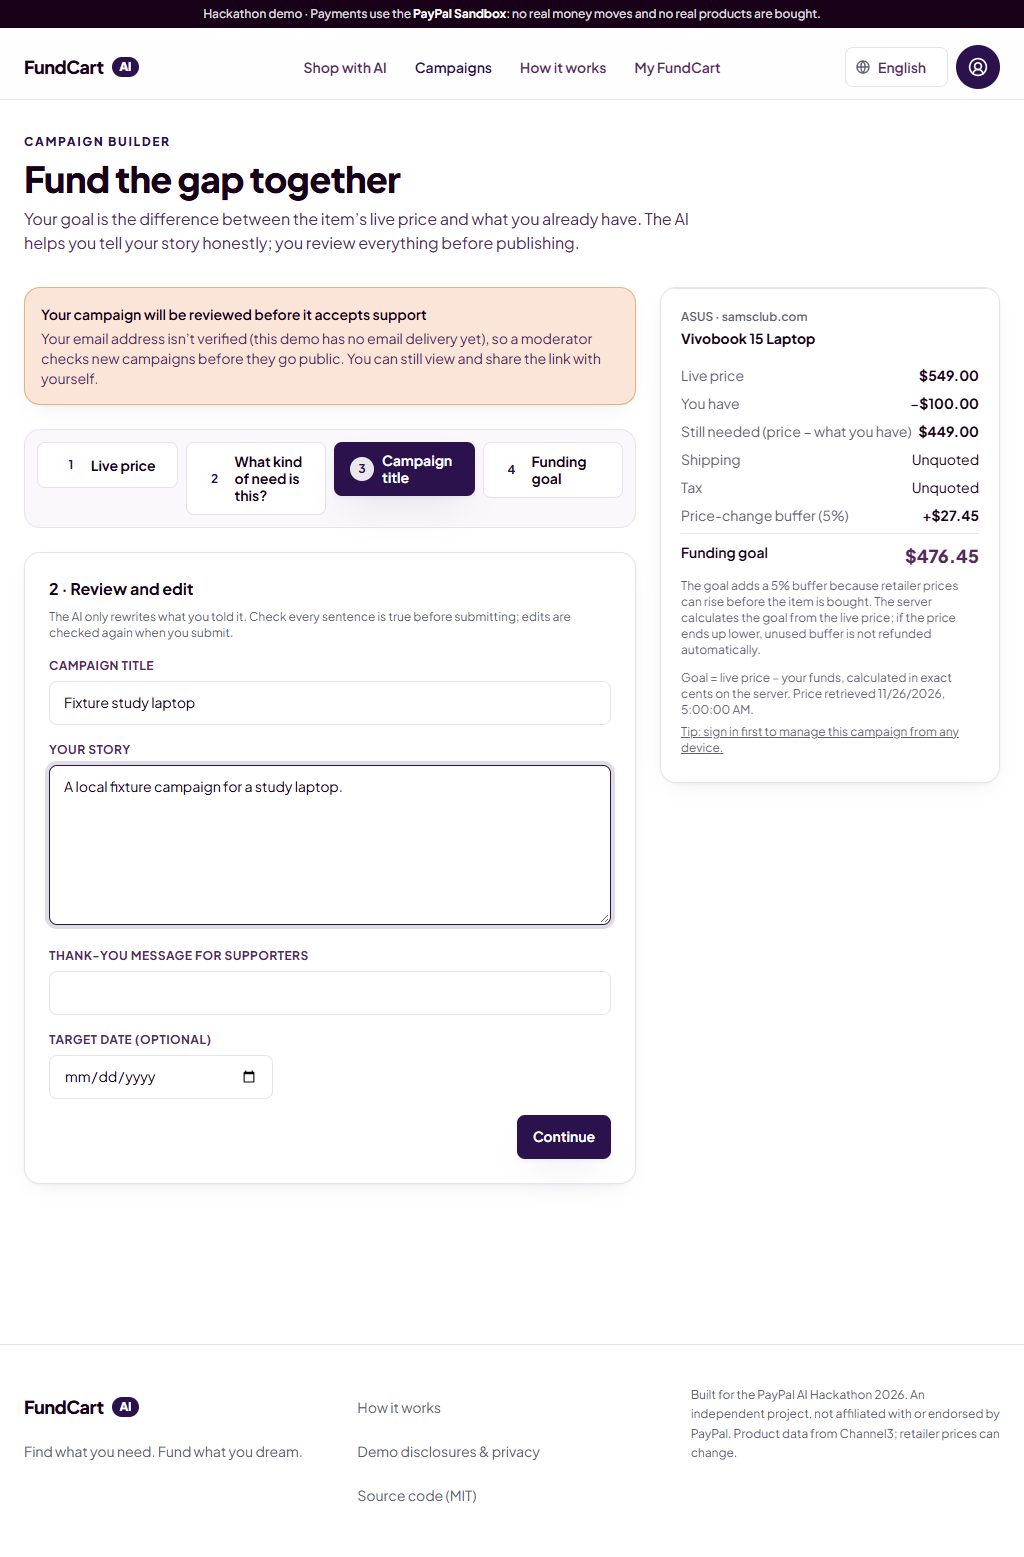 Hackathon demo · Payments use the PayPal Sandbox: no real money moves and no real products are bought.
FundCart AI
Shop with AI
Campaigns
How it works
My FundCart
English
CAMPAIGN BUILDER
Fund the gap together
Your goal is the difference between the item's live price and what you already have. The AI
helps you tell your story honestly; you review everything before publishing.
Your campaign will be reviewed before it accepts support
Your email address isn't verified (this demo has no email delivery yet), so a moderator
checks new campaigns before they go public. You can still view and share the link with
yourself.
1 Live price
2 What kind
of need is
this?
3 Campaign
title
4 Funding
goal
2 · Review and edit
The AI only rewrites what you told it. Check every sentence is true before submitting; edits are
checked again when you submit.
CAMPAIGN TITLE
Fixture study laptop
YOUR STORY
A local fixture campaign for a study laptop.
THANK-YOU MESSAGE FOR SUPPORTERS
TARGET DATE (OPTIONAL)
mm/dd/yyyy
Continue
ASUS · samsclub.com
Vivobook 15 Laptop
Live price $549.00
You have −$100.00
Still needed (price − what you have) $449.00
Shipping Unquoted
Tax Unquoted
Price-change buffer (5%) +$27.45
Funding goal $476.45
The goal adds a 5% buffer because retailer prices
can rise before the item is bought. The server
calculates the goal from the live price; if the price
ends up lower, unused buffer is not refunded
automatically.
Goal = live price − your funds, calculated in exact
cents on the server. Price retrieved 11/26/2026,
5:00:00 AM.
Tip: sign in first to manage this campaign from any
device.
FundCart AI
Find what you need. Fund what you dream.
How it works
Demo disclosures & privacy
Source code (MIT)
Built for the PayPal AI Hackathon 2026. An
independent project, not affiliated with or endorsed by
PayPal. Product data from Channel3; retailer prices can
change.